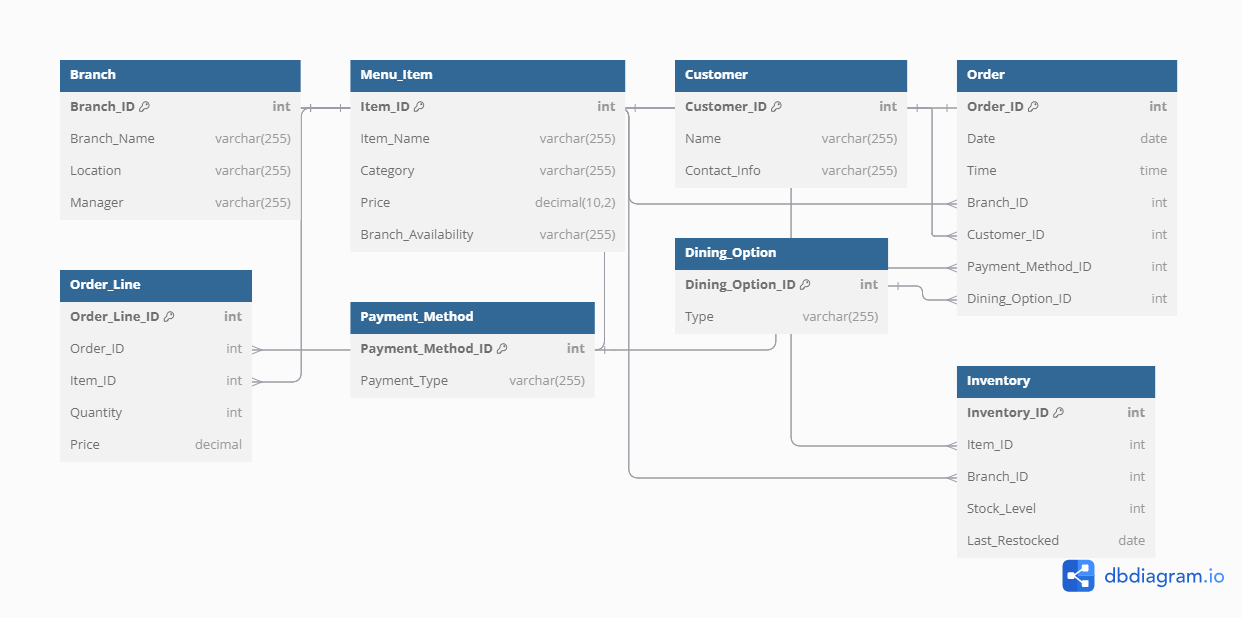 Branch
Branch_ID int
Branch_Name varchar(255)
Location varchar(255)
Manager varchar(255)
Menu_Item
Item_ID int
Item_Name varchar(255)
Category varchar(255)
Price decimal(10,2)
Branch_Availability varchar(255)
Customer
Customer_ID int
Name varchar(255)
Contact_Info varchar(255)
Order
Order_ID int
Date date
Time time
Branch_ID int
Customer_ID int
Payment_Method_ID int
Dining_Option_ID int
Dining_Option
Dining_Option_ID int
Type varchar(255)
Order_Line
Order_Line_ID int
Order_ID int
Item_ID int
Quantity int
Price decimal
Payment_Method
Payment_Method_ID int
Payment_Type varchar(255)
Inventory
Inventory_ID int
Item_ID int
Branch_ID int
Stock_Level int
Last_Restocked date
dbdiagram.io